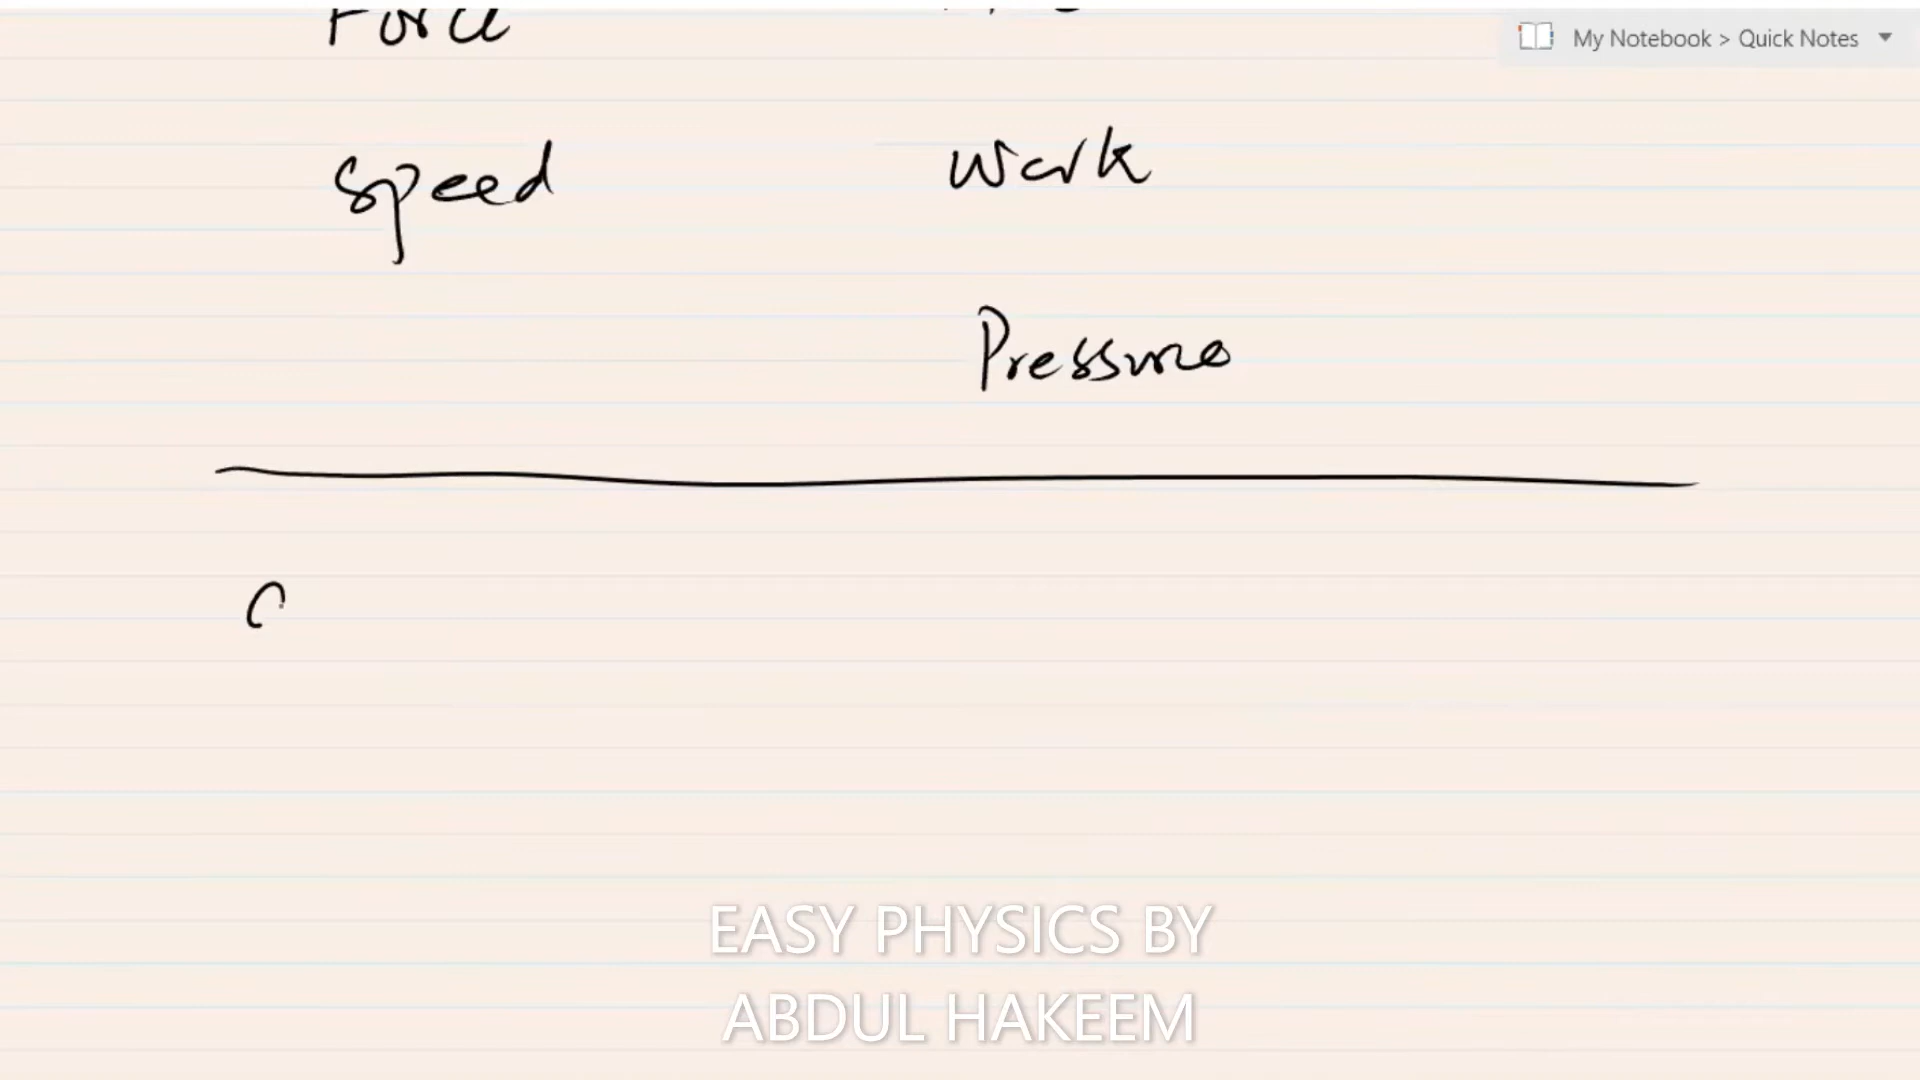 Force
My Notebook > Quick Notes
speed
Work
Pressure
EASY PHYSICS BY
ABDUL HAKEEM